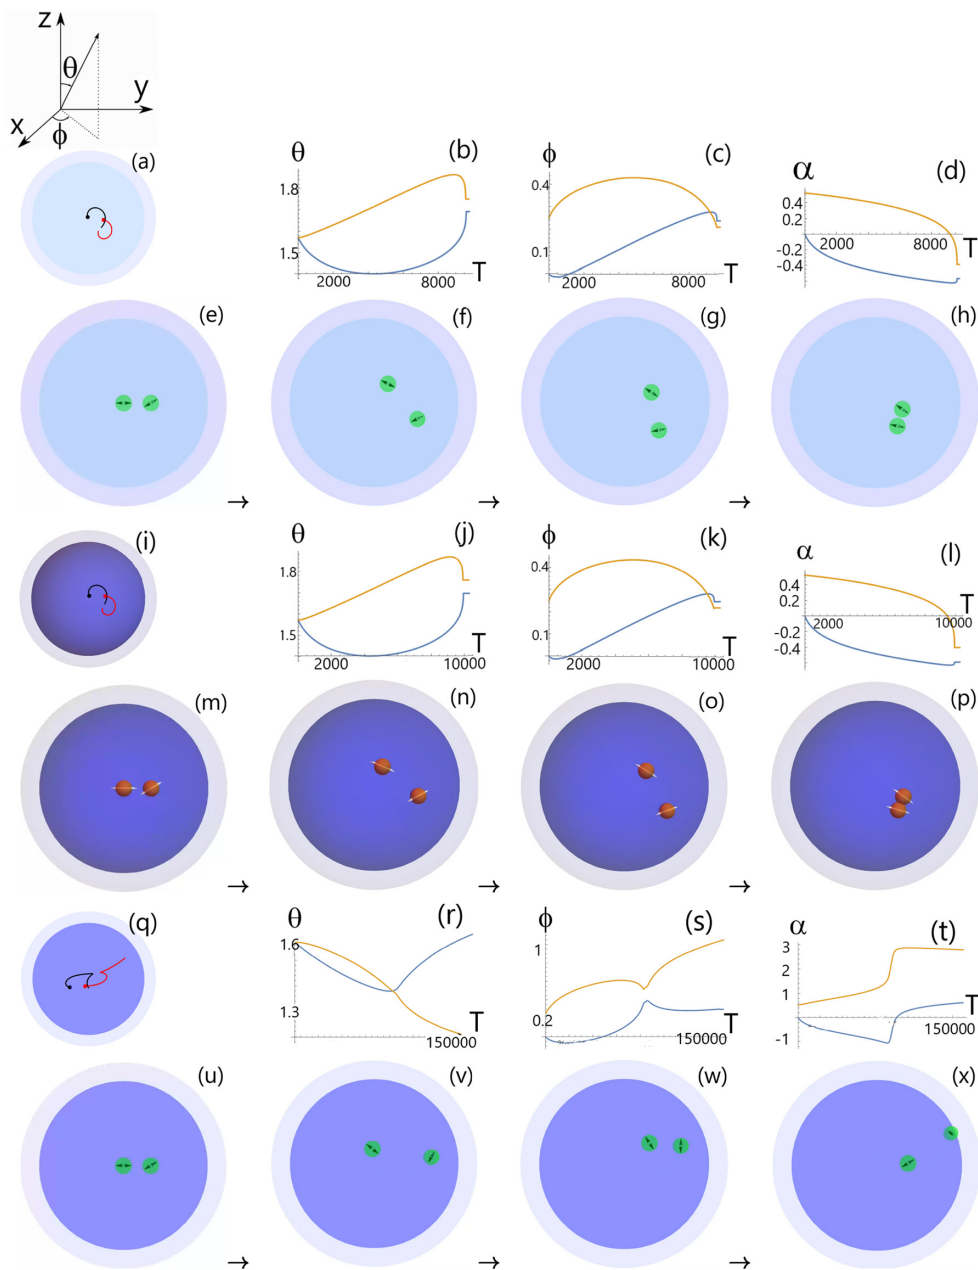 z
θ
y
x
ϕ
(a)
θ
(b)
1.8
1.5
2000
8000
T
ϕ
(c)
0.4
0.1
2000
8000
T
α
(d)
0.4
0.2
-0.2
-0.4
2000
8000
T
(e)
→
(f)
→
(g)
→
(h)
(i)
θ
(j)
1.8
1.5
2000
10000
T
ϕ
(k)
0.4
0.1
2000
10000
T
α
(l)
0.4
0.2
-0.2
-0.4
2000
10000
T
(m)
→
(n)
→
(o)
→
(p)
(q)
θ
(r)
1.6
1.3
150000
T
ϕ
(s)
1
0.2
150000
T
α
(t)
3
2
1
-1
150000
T
(u)
→
(v)
→
(w)
→
(x)